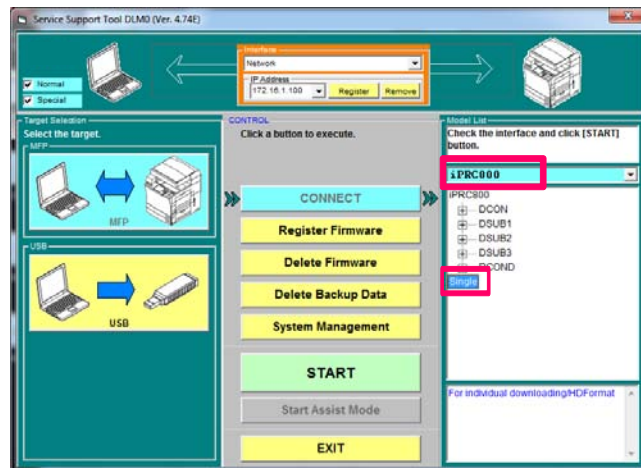 Service Support Tool DLM0 (Ver. 4.74E)
Normal
Special
Interface
Network
IP Address
172.16.1.100
Register
Remove
Target Selection
Select the target.
MFP
MFP
USB
USB
CONTROL
Click a button to execute.
CONNECT
Register Firmware
Delete Firmware
Delete Backup Data
System Management
START
Start Assist Mode
EXIT
Model List
Check the interface and click [START]
button.
iPRC800
iPRC800
DCON
DSUB1
DSUB2
DSUB3
RCOND
Single
For individual downloading/HDFormat